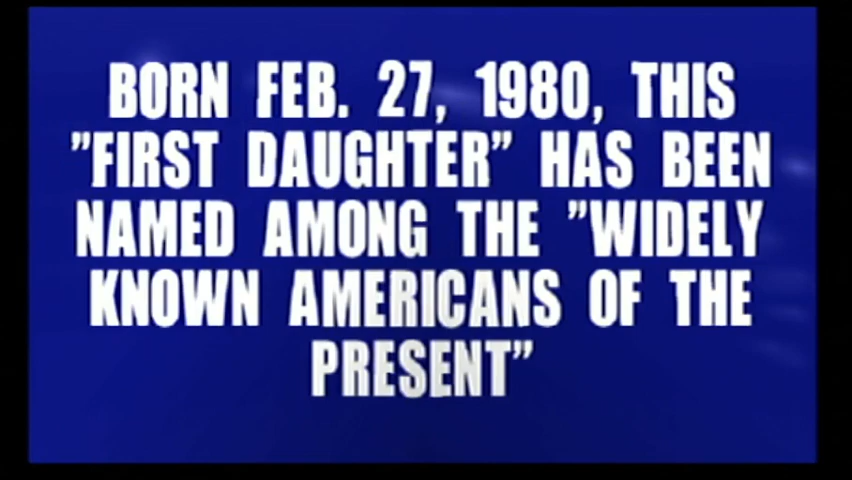 BORN FEB. 27, 1980, THIS
"FIRST DAUGHTER" HAS BEEN
NAMED AMONG THE "WIDELY
KNOWN AMERICANS OF THE
PRESENT"